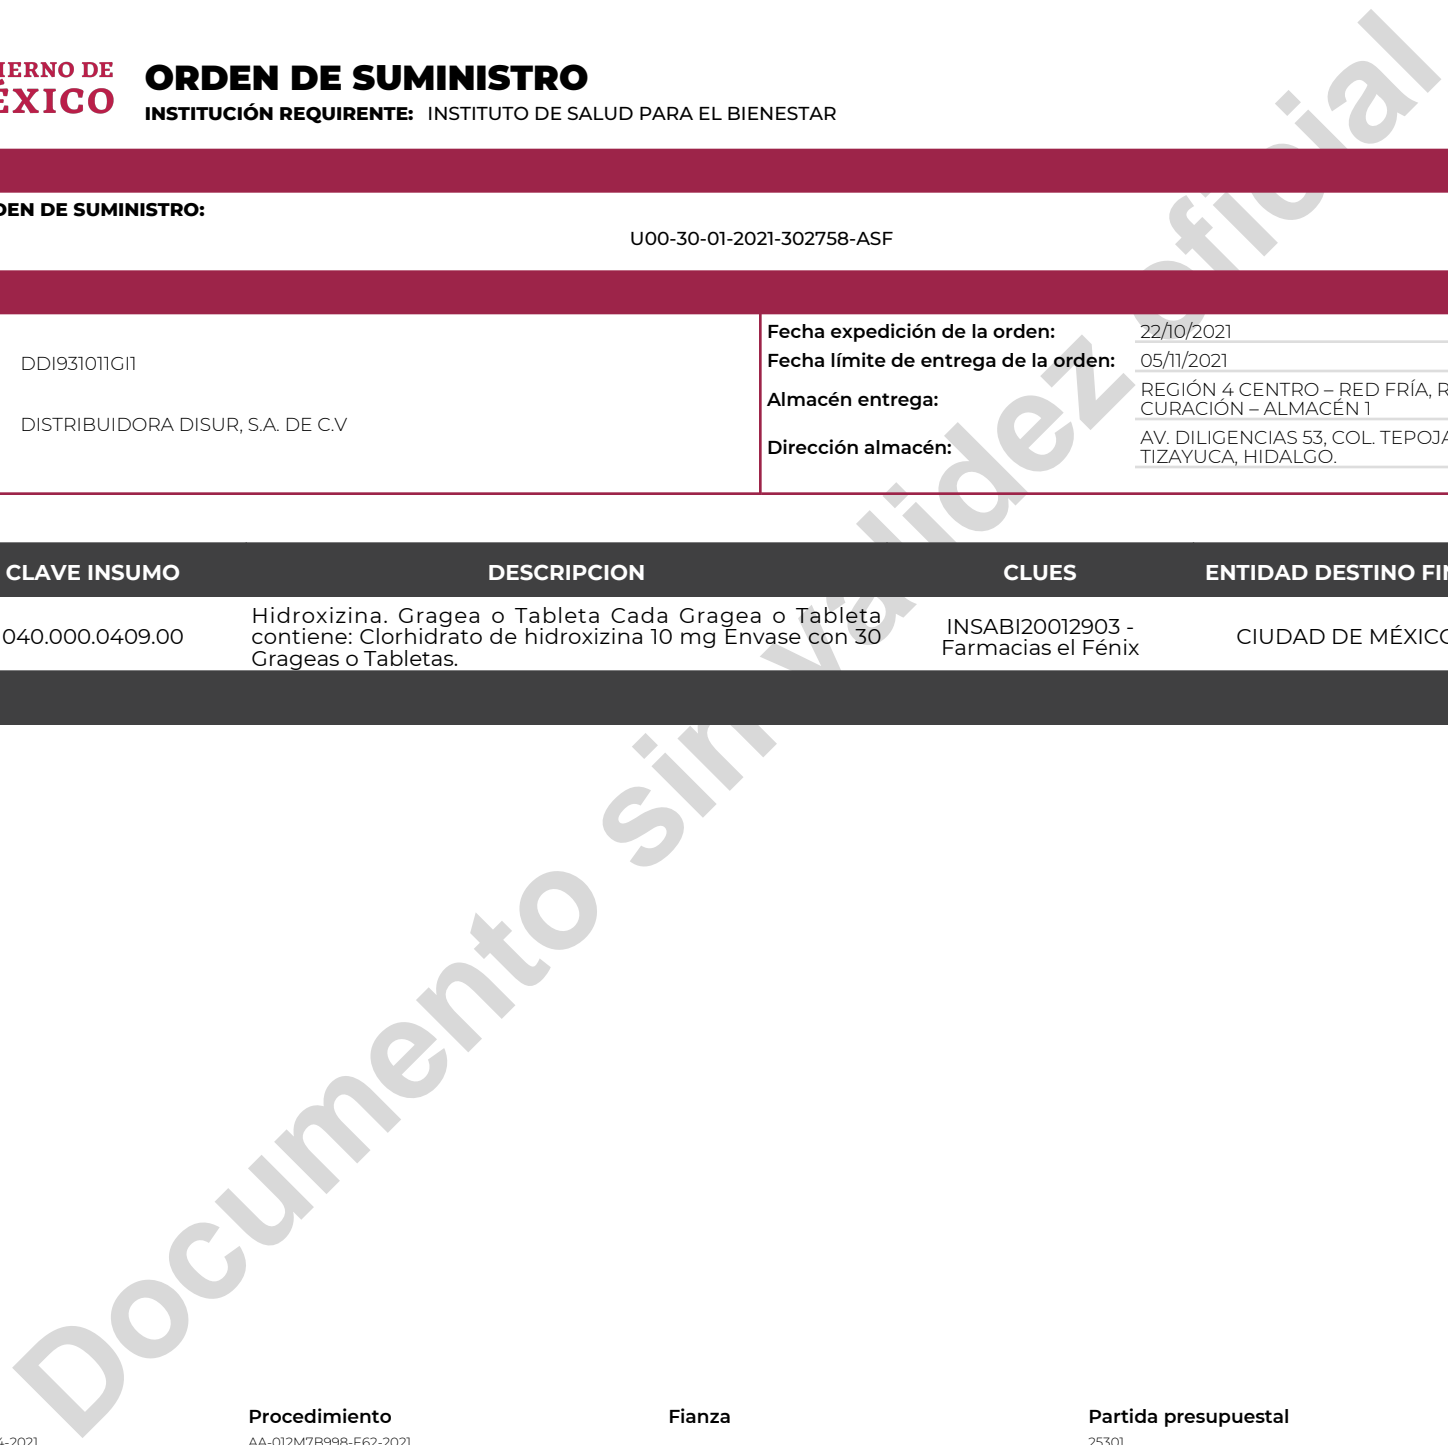 ORDEN DE SUMINISTRO
INSTITUCIÓN REQUIRENTE: INSTITUTO DE SALUD PARA EL BIENESTAR
DE SUMINISTRO:
U00-30-01-2021-302758-ASF
DDI931011GI1
DISTRIBUIDORA DISUR, S.A. DE C.V
Fecha expedición de la orden: 22/10/2021
Fecha límite de entrega de la orden: 05/11/2021
Almacén entrega: REGIÓN 4 CENTRO – RED FRÍA,
CURACIÓN – ALMACÉN 1
Dirección almacén: AV. DILIGENCIAS 53, COL.
TIZAYUCA, HIDALGO.
CLAVE INSUMO DESCRIPCION CLUES ENTIDAD DESTINO
040.000.0409.00
Hidroxizina. Gragea o Tableta Cada Gragea o Tableta
contiene: Clorhidrato de hidroxizina 10 mg Envase con 30
Grageas o Tabletas.
INSABI20012903 -
Farmacias el Fénix
CIUDAD DE MÉXICO
Documento sin validez oficial
Procedimiento Fianza Partida presupuestal
AA-012M7B998-E62-2021
25301
DE